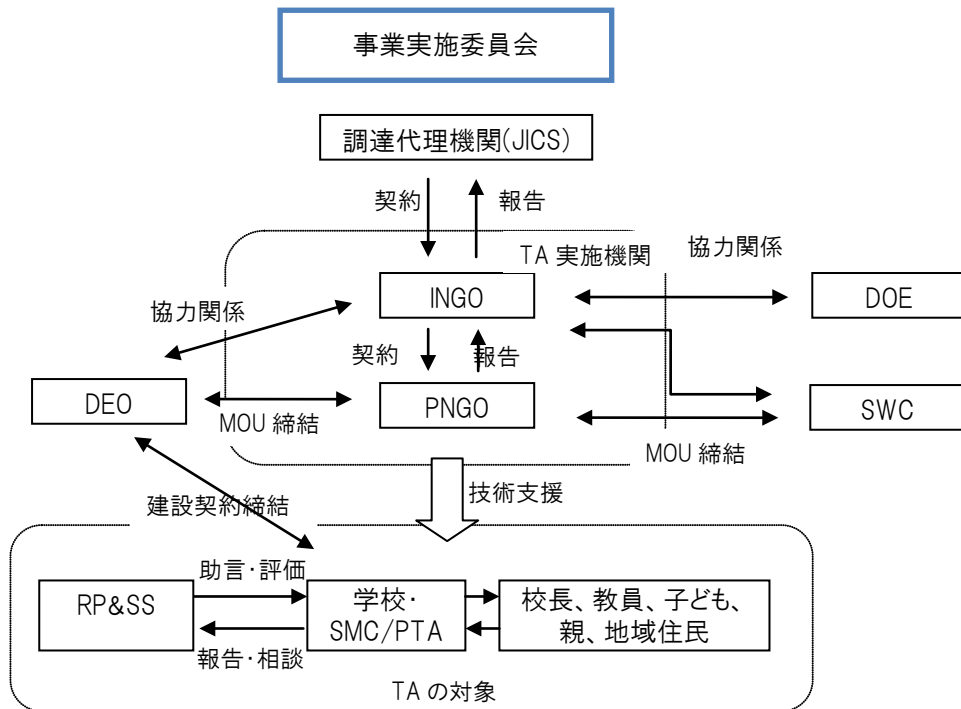 事業実施委員会
調達代理機関(JICS)
契約
報告
TA 実施機関
協力関係
INGO
DOE
協力関係
契約
報告
DEO
PNGO
SWC
MOU 締結
MOU 締結
技術支援
建設契約締結
助言・評価
RP&SS
学校・
SMC/PTA
校長、教員、子ども、
親、地域住民
報告・相談
TA の対象